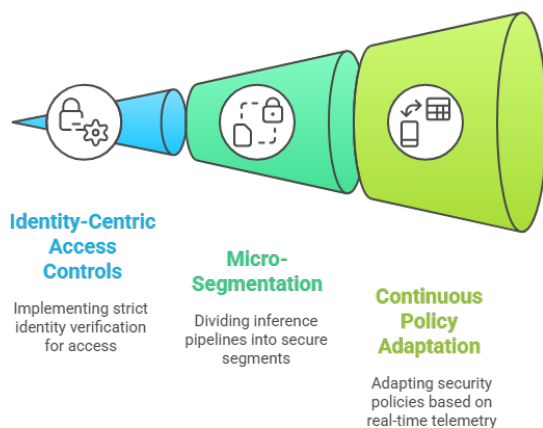 Identity-Centric
Access
Controls
Implementing strict
identity verification
for access
Micro-
Segmentation
Dividing inference
pipelines into secure
segments
Continuous
Policy
Adaptation
Adapting security
policies based on
real-time telemetry